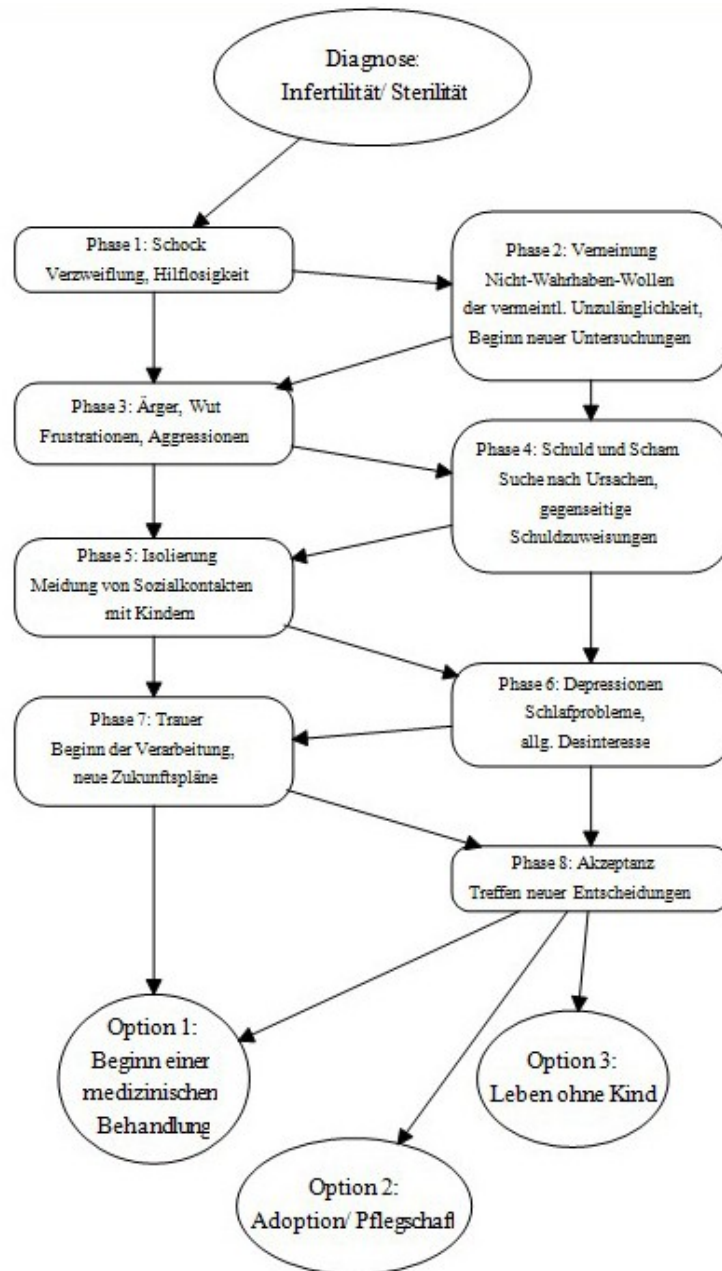 Diagnose:
Infertilität/ Sterilität
Phase 1: Schock
Verzweiflung, Hilflosigkeit
Phase 2: Verneinung
Nicht-Wahrhaben-Wollen
der vermeintl. Unzulänglichkeit,
Beginn neuer Untersuchungen
Phase 3: Ärger, Wut
Frustrationen, Aggressionen
Phase 4: Schuld und Scham
Suche nach Ursachen,
gegenseitige
Schuldzuweisungen
Phase 5: Isolierung
Meidung von Sozialkontakten
mit Kindern
Phase 6: Depressionen
Schlafprobleme,
allg. Desinteresse
Phase 7: Trauer
Beginn der Verarbeitung,
neue Zukunftspläne
Phase 8: Akzeptanz
Treffen neuer Entscheidungen
Option 1:
Beginn einer
medizinischen
Behandlung
Option 3:
Leben ohne Kind
Option 2:
Adoption/ Pflegschaft